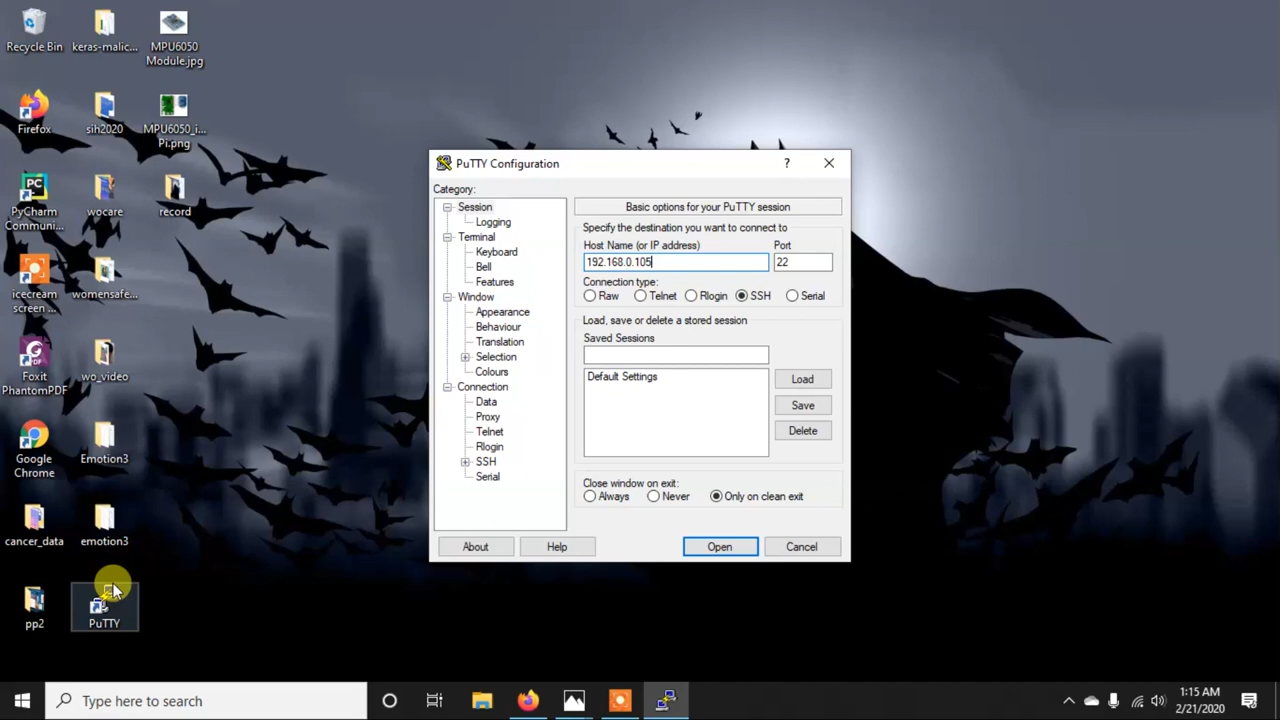 Recycle Bin
keras-malic...
MPU6050
Module.jpg
Firefox
sih2020
MPU6050_i...
Pi.png
PyCharm
Communi...
wocare
record
icecream
screen ...
womensafe...
Foxit
PhantomPDF
wo_video
Google
Chrome
Emotion3
cancer_data
emotion3
pp2
PuTTY
PuTTY Configuration
?
Category:
Session
Logging
Terminal
Keyboard
Bell
Features
Window
Appearance
Behaviour
Translation
Selection
Colours
Connection
Data
Proxy
Telnet
Rlogin
SSH
Serial
Basic options for your PuTTY session
Specify the destination you want to connect to
Host Name (or IP address) Port
192.168.0.105 22
Connection type:
Raw Telnet Rlogin SSH Serial
Load, save or delete a stored session
Saved Sessions
Default Settings
Load
Save
Delete
Close window on exit:
Always Never Only on clean exit
About Help Open Cancel
Type here to search
1:15 AM
2/21/2020